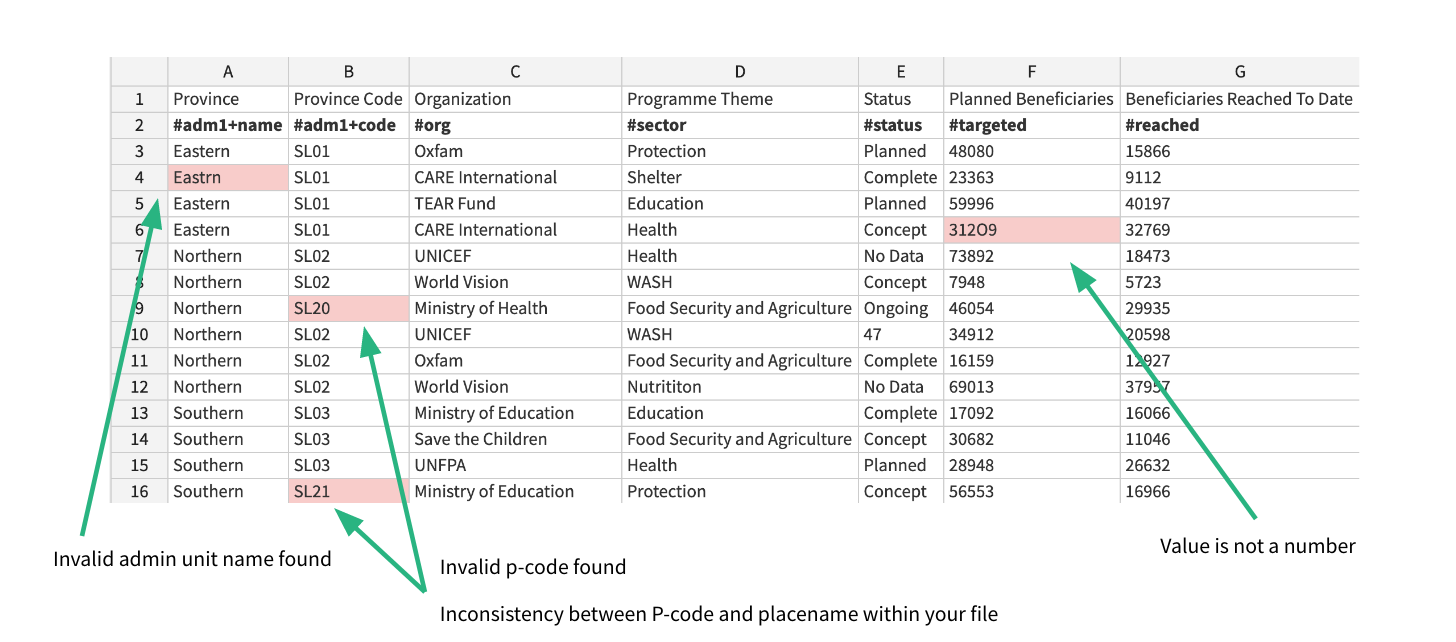 A B C D E F G
1 Province Province Code Organization Programme Theme Status Planned Beneficiaries Beneficiaries Reached To Date
2 #adm1+name #adm1+code #org #sector #status #targeted #reached
3 Eastern SL01 Oxfam Protection Planned 48080 15866
4 Eastrn SL01 CARE International Shelter Complete 23363 9112
5 Eastern SL01 TEAR Fund Education Planned 59996 40197
6 Eastern SL01 CARE International Health Concept 312O9 32769
7 Northern SL02 UNICEF Health No Data 73892 18473
8 Northern SL02 World Vision WASH Concept 7948 5723
9 Northern SL20 Ministry of Health Food Security and Agriculture Ongoing 46054 29935
10 Northern SL02 UNICEF WASH 47 34912 20598
11 Northern SL02 Oxfam Food Security and Agriculture Complete 16159 12927
12 Northern SL02 World Vision Nutrititon No Data 69013 37957
13 Southern SL03 Ministry of Education Education Complete 17092 16066
14 Southern SL03 Save the Children Food Security and Agriculture Concept 30682 11046
15 Southern SL03 UNFPA Health Planned 28948 26632
16 Southern SL21 Ministry of Education Protection Concept 56553 16966
Invalid admin unit name found
Invalid p-code found
Inconsistency between P-code and placename within your file
Value is not a number